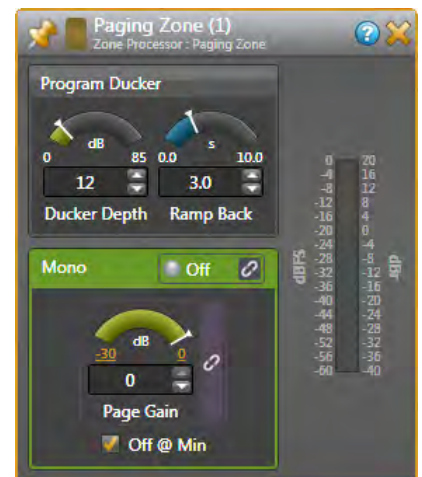 Paging Zone (1)
Zone Processor : Paging Zone
?
Program Ducker
dB
0 85
12
Ducker Depth
s
0.0 10.0
3.0
Ramp Back
Mono
Off
dB
-30 0
0
Page Gain
Off @ Min
dBFS
0 20
-4 16
-8 12
-12 8
-16 4
-20 0
-24 -4
-28 -8
-32 -12
-36 -16
-40 -20
-44 -24
-48 -28
-52 -32
-56 -36
-60 -40
dBr